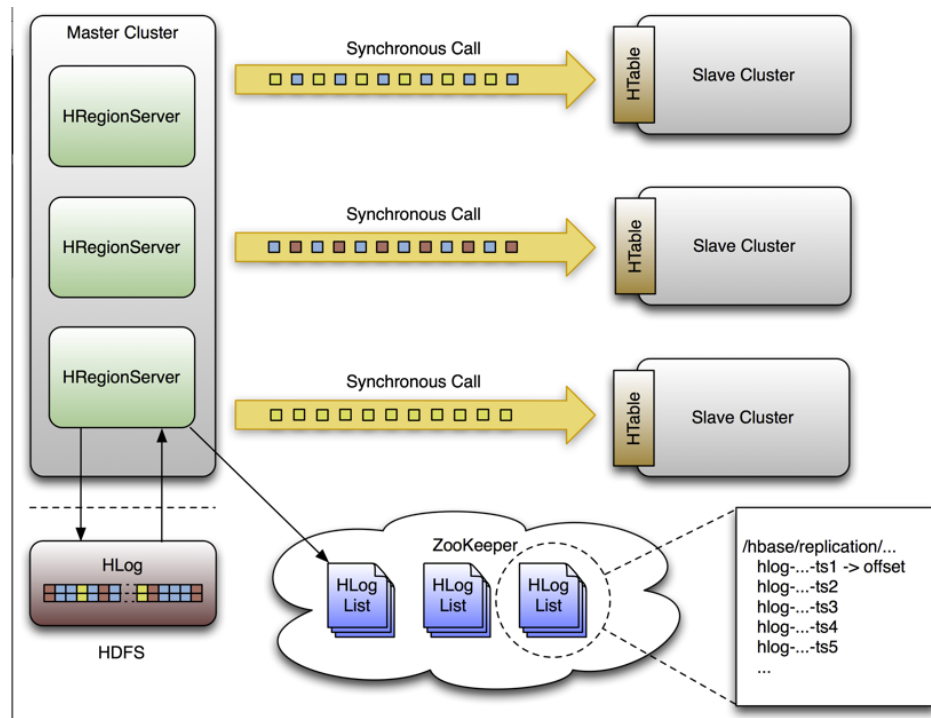 Master Cluster
HRegionServer
HRegionServer
HRegionServer
Synchronous Call
HTable
Slave Cluster
Synchronous Call
HTable
Slave Cluster
Synchronous Call
HTable
Slave Cluster
HLog
HDFS
ZooKeeper
HLog
List
HLog
List
HLog
List
/hbase/replication/...
hlog-...-ts1 -> offset
hlog-...-ts2
hlog-...-ts3
hlog-...-ts4
hlog-...-ts5
...